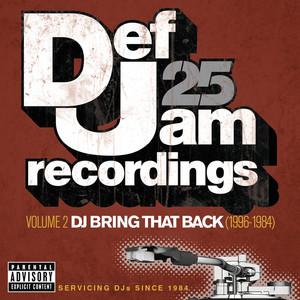 Def
25
Jam
recordings
VOLUME 2 DJ BRING THAT BACK (1996-1984)
PARENTAL
ADVISORY
EXPLICIT CONTENT
SERVICING DJs SINCE 1984